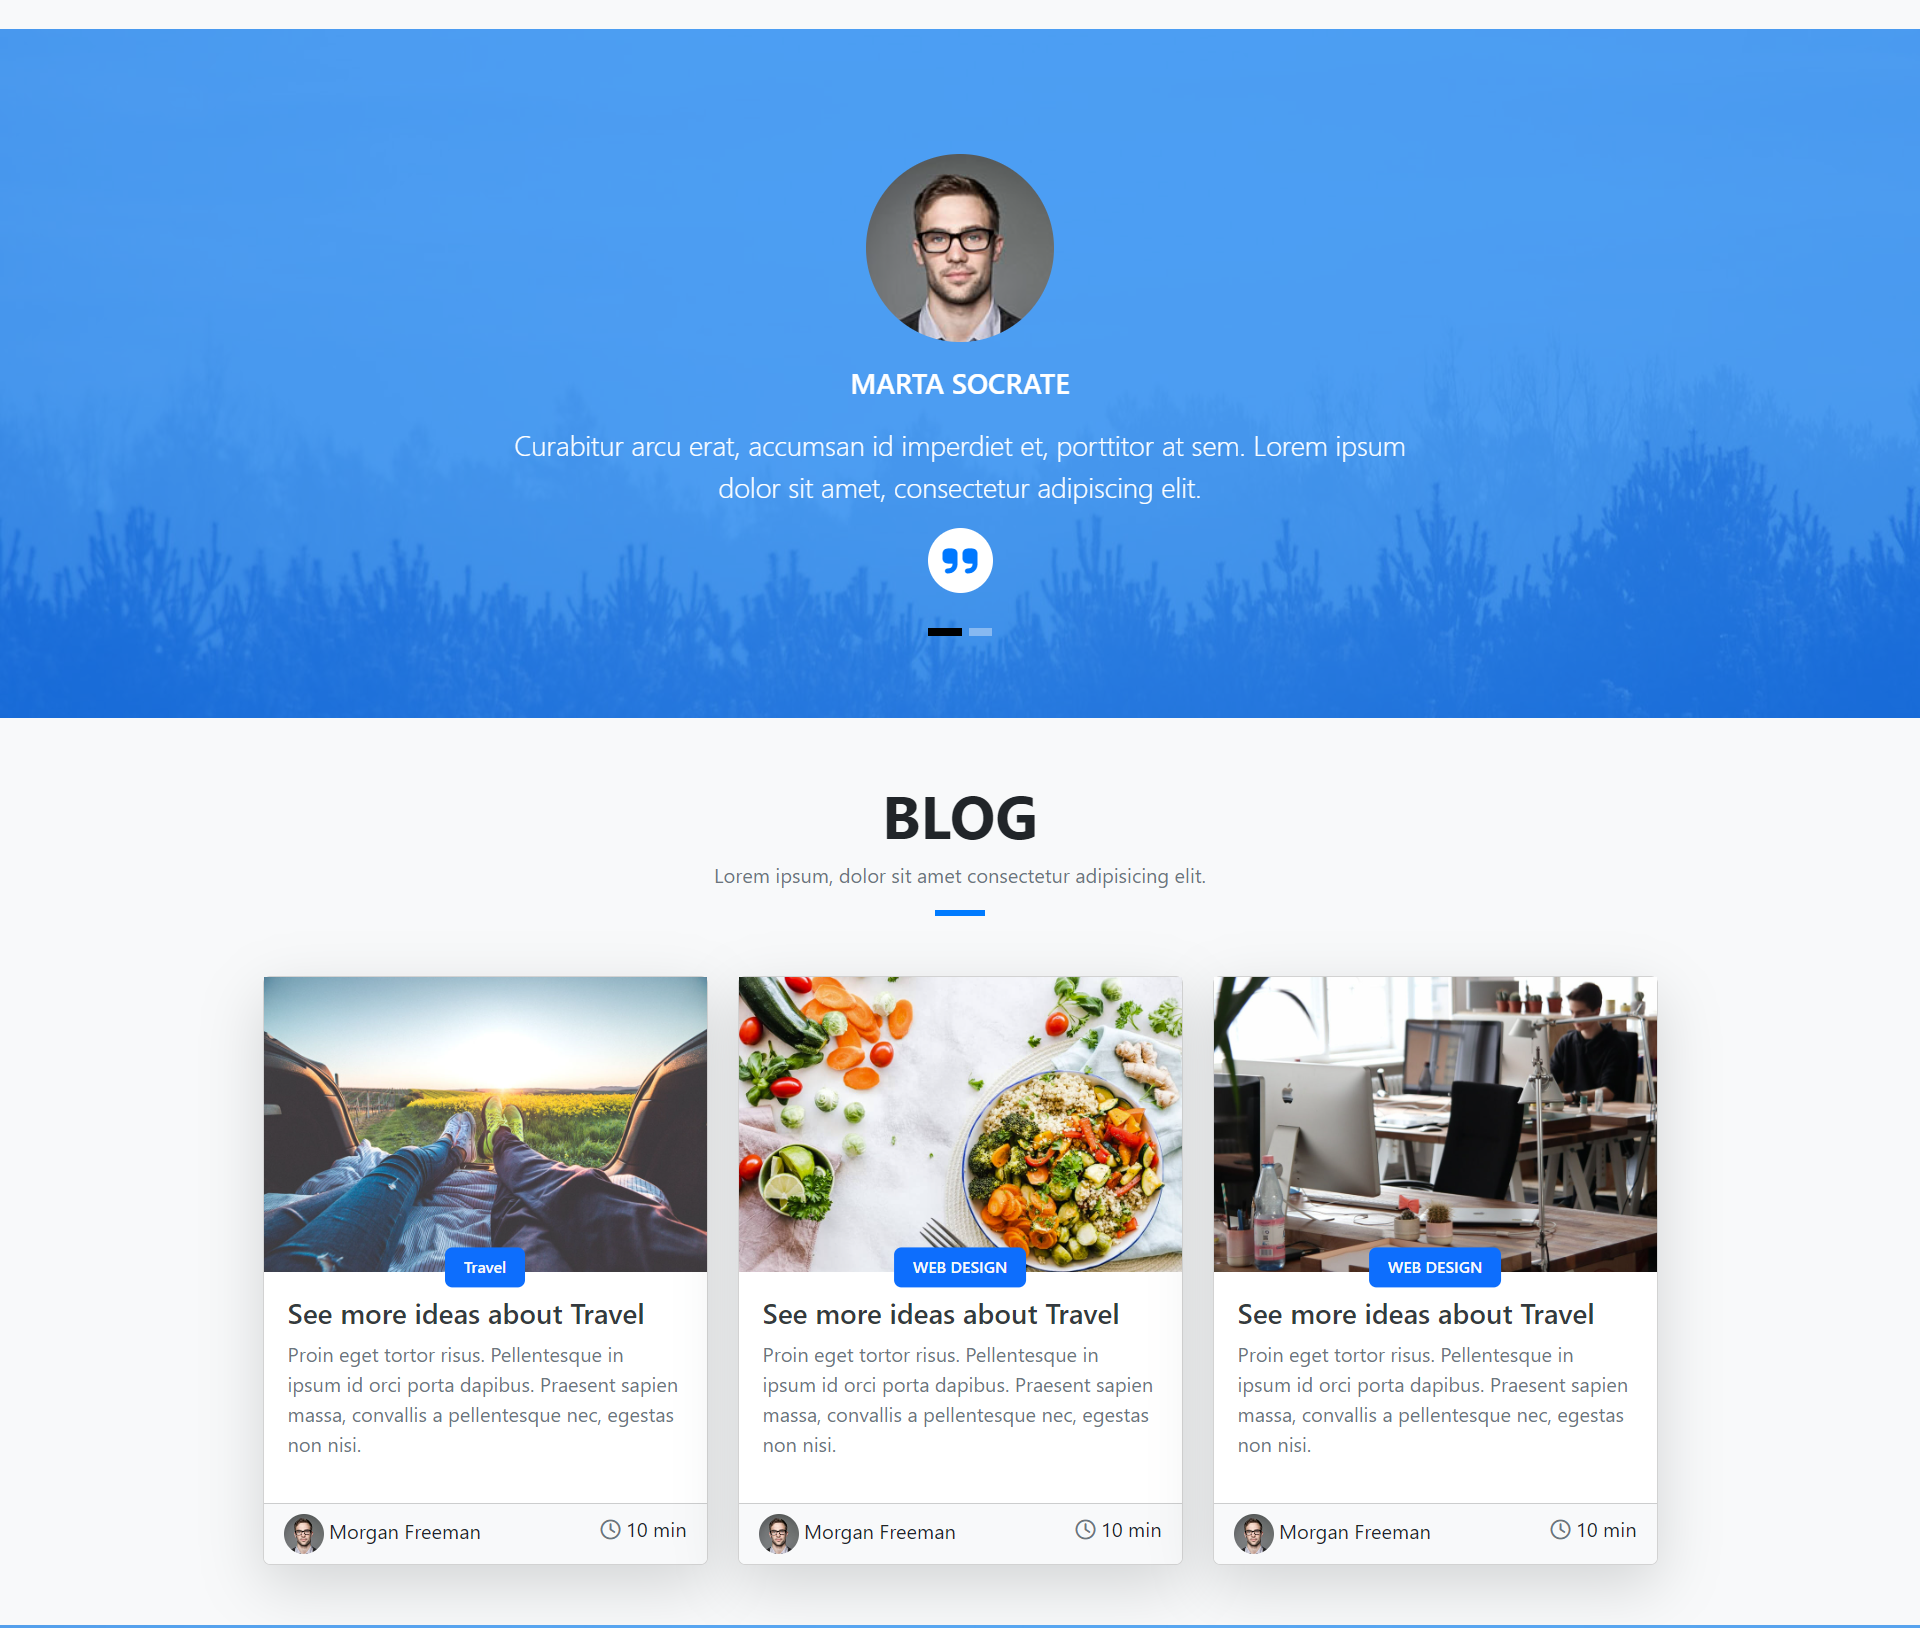 MARTA SOCRATE
Curabitur arcu erat, accumsan id imperdiet et, porttitor at sem. Lorem ipsum
dolor sit amet, consectetur adipiscing elit.
BLOG
Lorem ipsum, dolor sit amet consectetur adipisicing elit.
Travel
See more ideas about Travel
Proin eget tortor risus. Pellentesque in
ipsum id orci porta dapibus. Praesent sapien
massa, convallis a pellentesque nec, egestas
non nisi.
Morgan Freeman
10 min
WEB DESIGN
See more ideas about Travel
Proin eget tortor risus. Pellentesque in
ipsum id orci porta dapibus. Praesent sapien
massa, convallis a pellentesque nec, egestas
non nisi.
Morgan Freeman
10 min
WEB DESIGN
See more ideas about Travel
Proin eget tortor risus. Pellentesque in
ipsum id orci porta dapibus. Praesent sapien
massa, convallis a pellentesque nec, egestas
non nisi.
Morgan Freeman
10 min